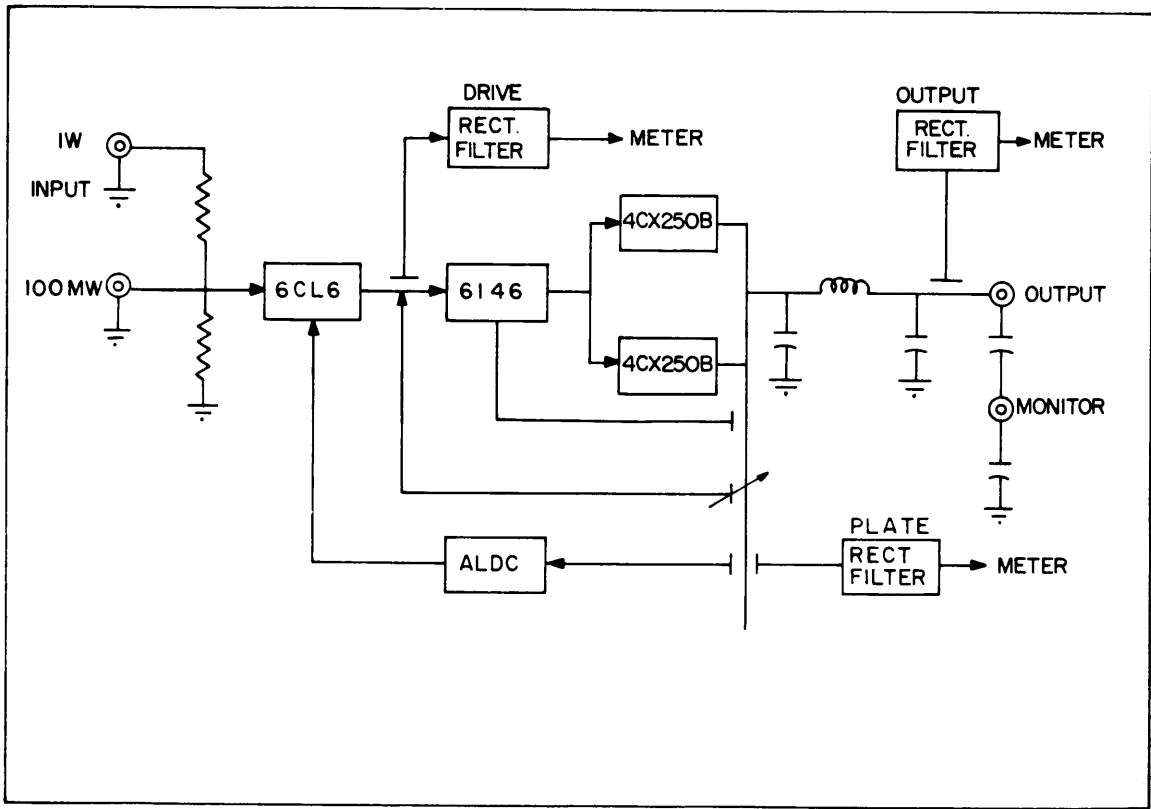 DRIVE
RECT.
FILTER
METER
OUTPUT
RECT.
FILTER
METER
1W
INPUT
100MW
6CL6
6146
4CX250B
4CX250B
OUTPUT
MONITOR
ALDC
PLATE
RECT
FILTER
METER